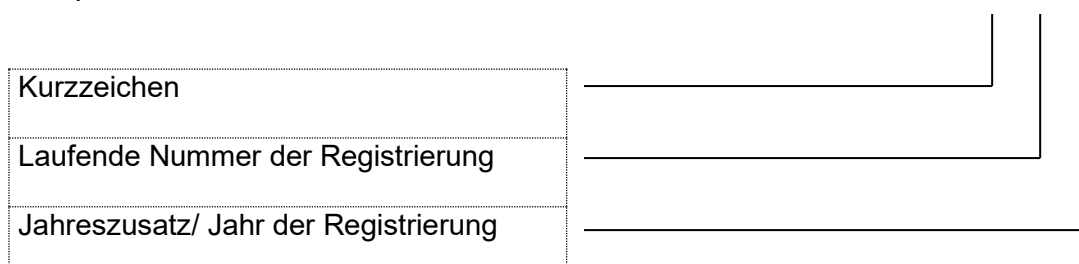 Kurzzeichen
Laufende Nummer der Registrierung
Jahreszusatz/ Jahr der Registrierung